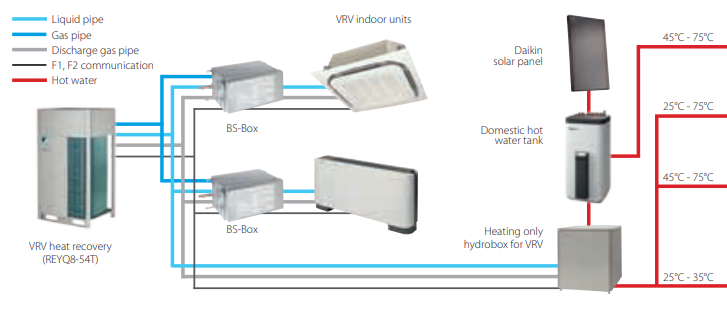 Liquid pipe
Gas pipe
Discharge gas pipe
F1, F2 communication
Hot water
VRV indoor units
BS-Box
BS-Box
VRV heat recovery
(REYQ8-54T)
Daikin
solar panel
Domestic hot
water tank
Heating only
hydrobox for VRV
45°C - 75°C
25°C - 75°C
45°C - 75°C
25°C - 35°C